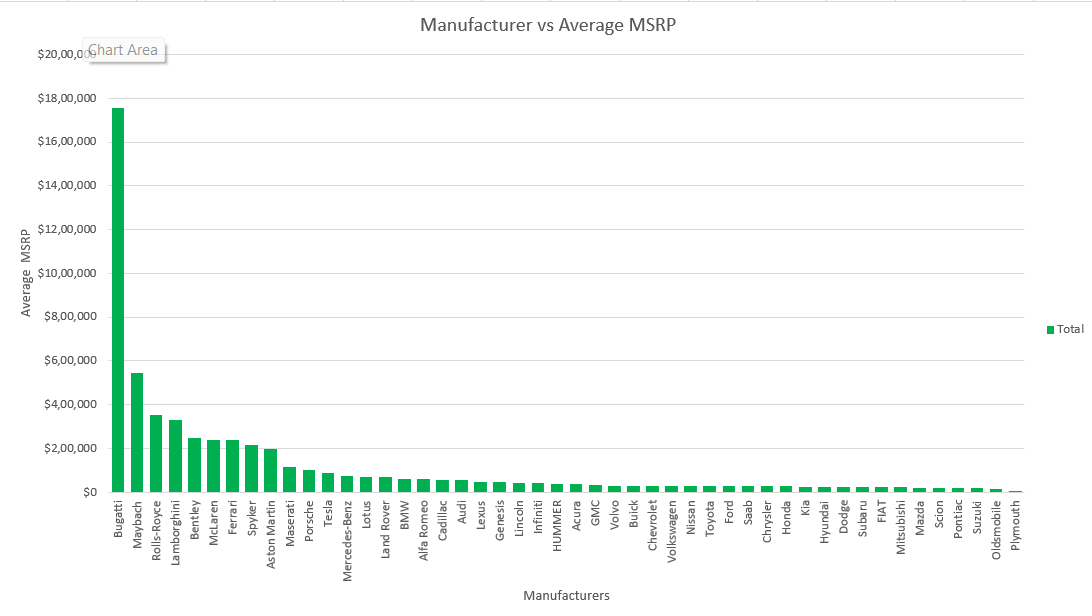 Manufacturer vs Average MSRP
Chart Area
$20,00,000
$18,00,000
$16,00,000
$14,00,000
$12,00,000
$10,00,000
$8,00,000
$6,00,000
$4,00,000
$2,00,000
$0
Average MSRP
Total
Bugatti
Maybach
Rolls-Royce
Lamborghini
Bentley
McLaren
Ferrari
Spyker
Aston Martin
Maserati
Porsche
Tesla
Mercedes-Benz
Lotus
Land Rover
BMW
Alfa Romeo
Cadillac
Audi
Lexus
Genesis
Lincoln
Infiniti
HUMMER
Acura
GMC
Volvo
Buick
Chevrolet
Volkswagen
Nissan
Toyota
Ford
Saab
Chrysler
Honda
Kia
Hyundai
Dodge
Subaru
FIAT
Mitsubishi
Mazda
Scion
Pontiac
Suzuki
Oldsmobile
Plymouth
Manufacturers